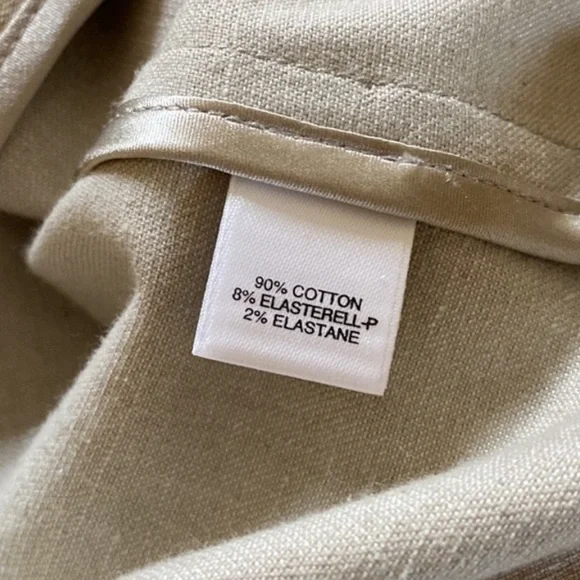 90% COTTON
8% ELASTERELL-P
2% ELASTANE